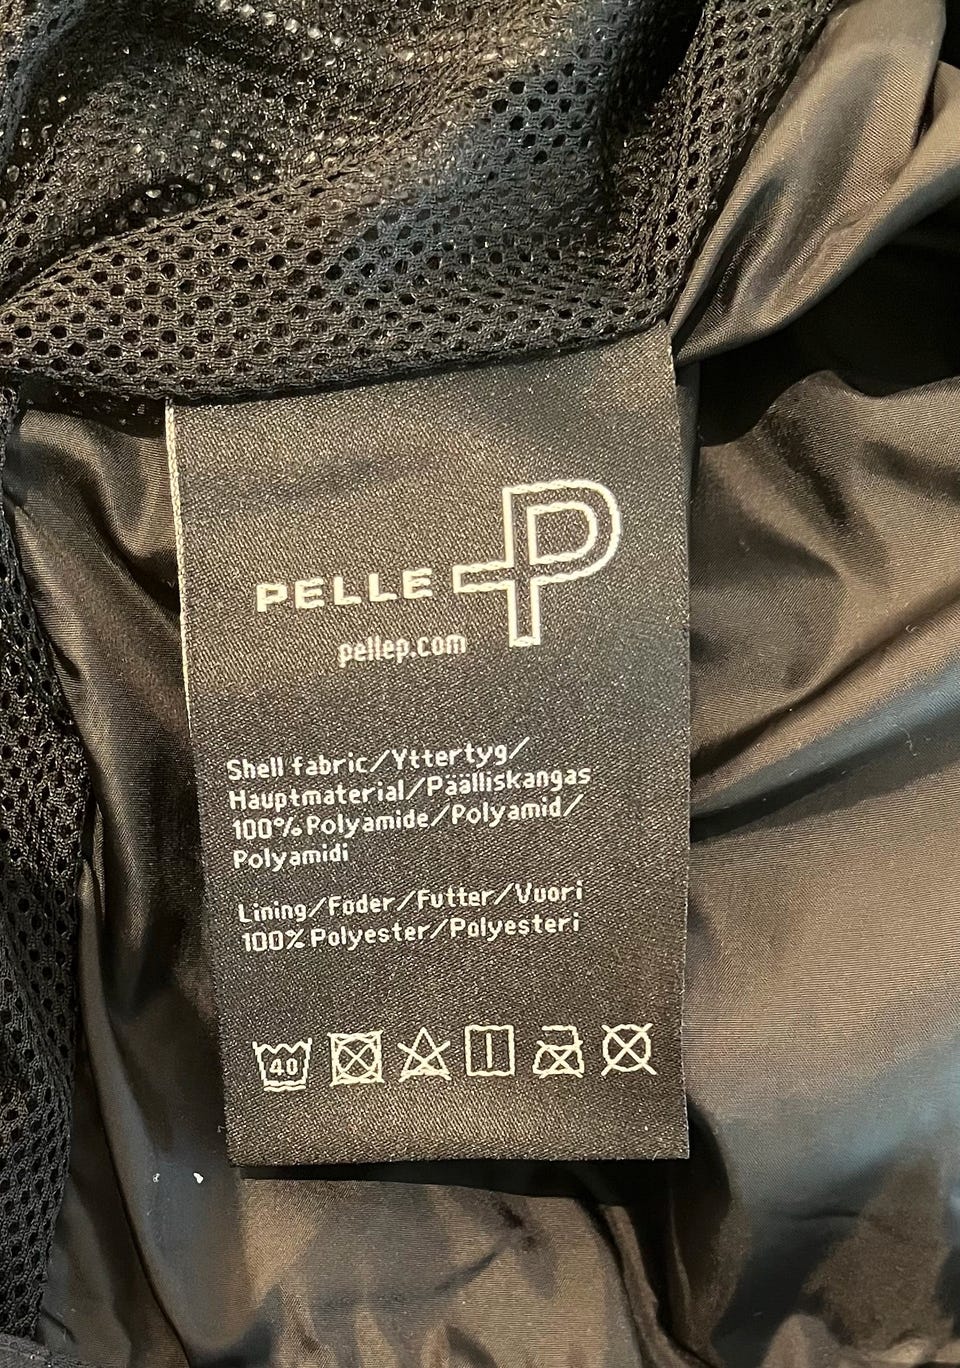 PELLE P
pellep.com
Shell fabric/Yttertyg/
Hauptmaterial/Päälliskangas
100% Polyamide/Polyamid/
Polyamidi
Lining/Foder/Futter/Vuori
100% Polyester/Polyesteri
40